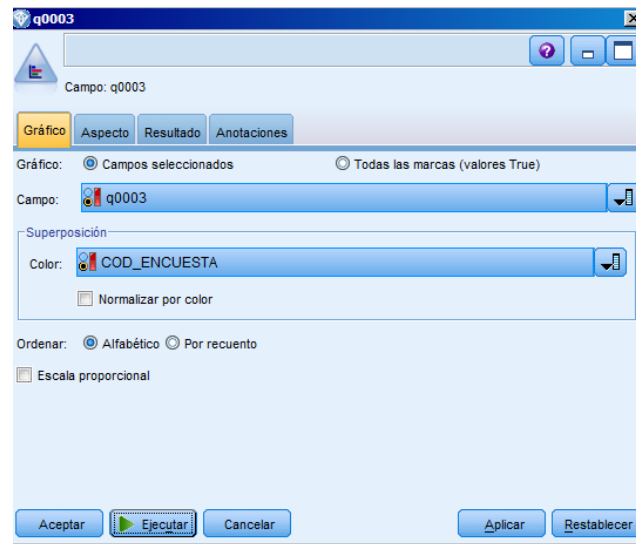 q0003
Campo: q0003
Gráfico Aspecto Resultado Anotaciones
Gráfico: Campos seleccionados Todas las marcas (valores True)
Campo: q0003
Superposición
Color: COD_ENCUESTA
Normalizar por color
Ordenar: Alfabético Por recuento
Escala proporcional
Aceptar Ejecutar Cancelar Aplicar Restablecer